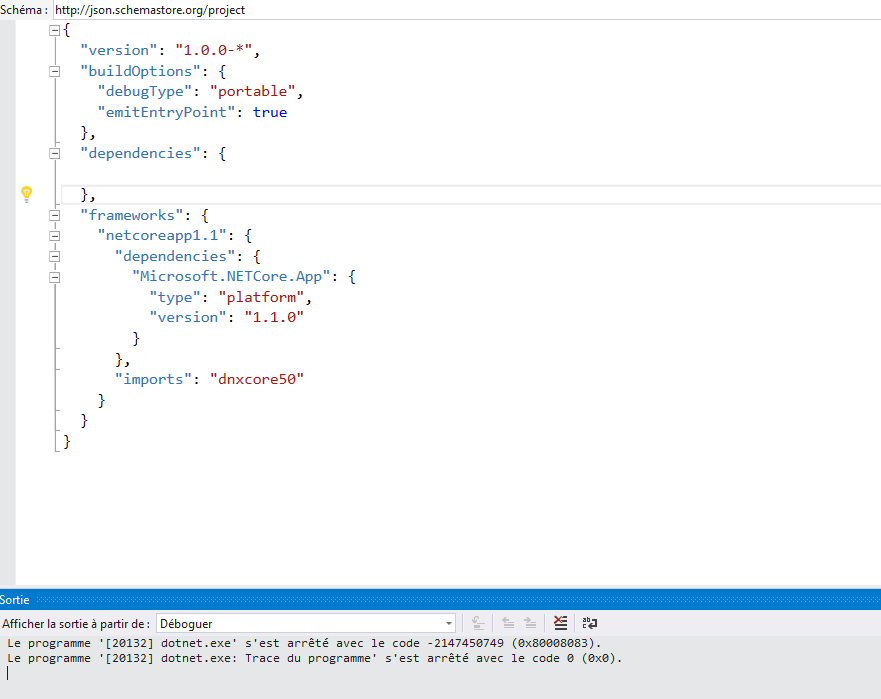 Schéma : http://json.schemastore.org/project
{
"version": "1.0.0-*",
"buildOptions": {
"debugType": "portable",
"emitEntryPoint": true
},
"dependencies": {
},
"frameworks": {
"netcoreapp1.1": {
"dependencies": {
"Microsoft.NETCore.App": {
"type": "platform",
"version": "1.1.0"
}
},
"imports": "dnxcore50"
}
}
}
Sortie
Afficher la sortie à partir de : Déboguer
Le programme '[20132] dotnet.exe' s'est arrêté avec le code -2147450749 (0x80008083).
Le programme '[20132] dotnet.exe: Trace du programme' s'est arrêté avec le code 0 (0x0).